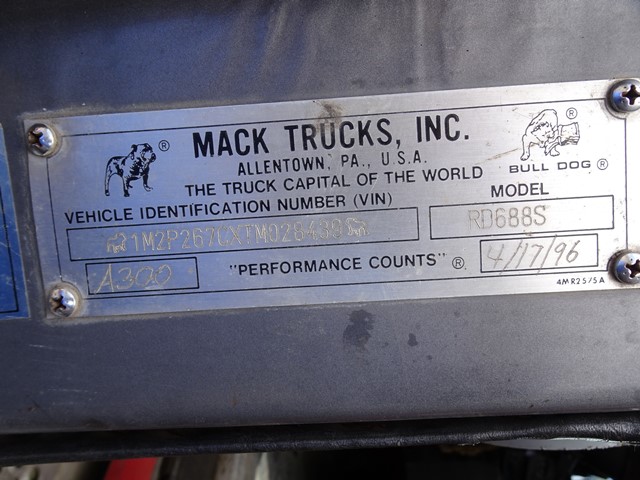 MACK TRUCKS, INC.
ALLENTOWN, PA., U.S.A.
THE TRUCK CAPITAL OF THE WORLD
BULL DOG ®
VEHICLE IDENTIFICATION NUMBER (VIN)
MODEL
1M2P267CXTM028488
RD688S
A300
"PERFORMANCE COUNTS" ®
4/17/96
4MR25/5A